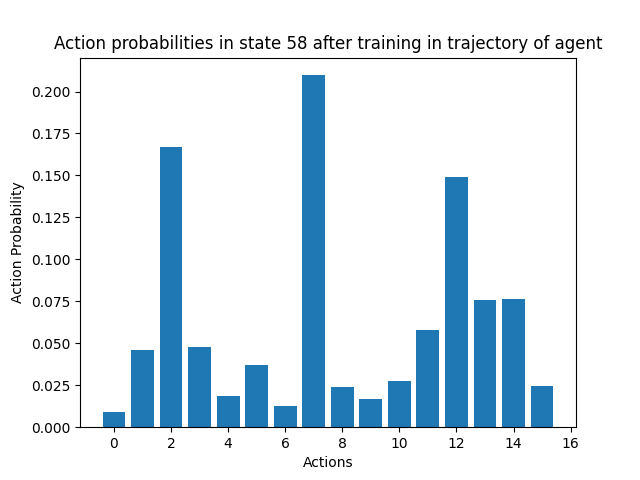 Action probabilities in state 58 after training in trajectory of agent
0.200
0.175
0.150
0.125
0.100
0.075
0.050
0.025
0.000
Action Probability
0 2 4 6 8 10 12 14 16
Actions